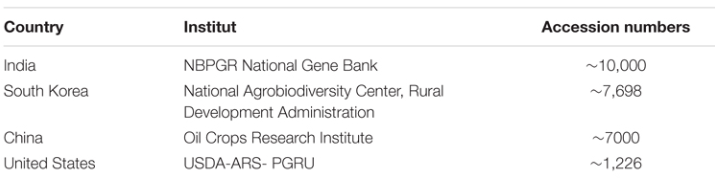 Country Institut Accession numbers
India NBPGR National Gene Bank ∼10,000
South Korea National Agrobiodiversity Center, Rural ∼7,698
Development Administration
China Oil Crops Research Institute ∼7000
United States USDA-ARS- PGRU ∼1,226